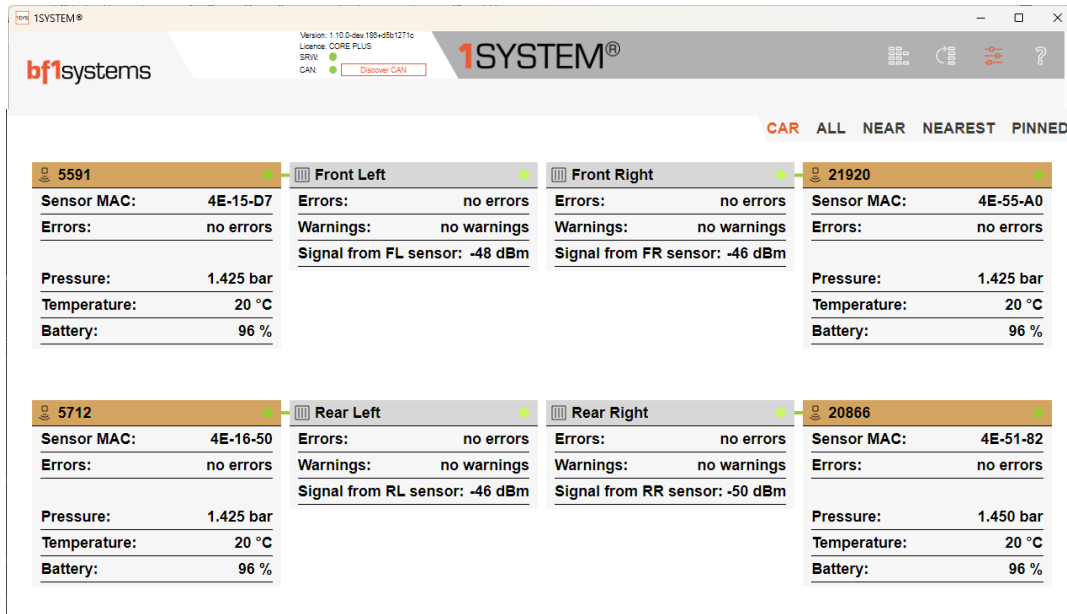 1SYS 1SYSTEM®
Version: 1.10.0-dev.186+d5b1271c
Licence: CORE PLUS
SRW:
CAN: Discover CAN
bf1systems
1SYSTEM®
CAR ALL NEAR NEAREST PINNED
5591 Front Left Front Right 21920
Sensor MAC: 4E-15-D7 Errors: no errors Errors: no errors Sensor MAC: 4E-55-A0
Errors: no errors Warnings: no warnings Warnings: no warnings Errors: no errors
Signal from FL sensor: -48 dBm Signal from FR sensor: -46 dBm
Pressure: 1.425 bar Pressure: 1.425 bar
Temperature: 20 °C Temperature: 20 °C
Battery: 96 % Battery: 96 %
5712 Rear Left Rear Right 20866
Sensor MAC: 4E-16-50 Errors: no errors Errors: no errors Sensor MAC: 4E-51-82
Errors: no errors Warnings: no warnings Warnings: no warnings Errors: no errors
Signal from RL sensor: -46 dBm Signal from RR sensor: -50 dBm
Pressure: 1.425 bar Pressure: 1.450 bar
Temperature: 20 °C Temperature: 20 °C
Battery: 96 % Battery: 96 %